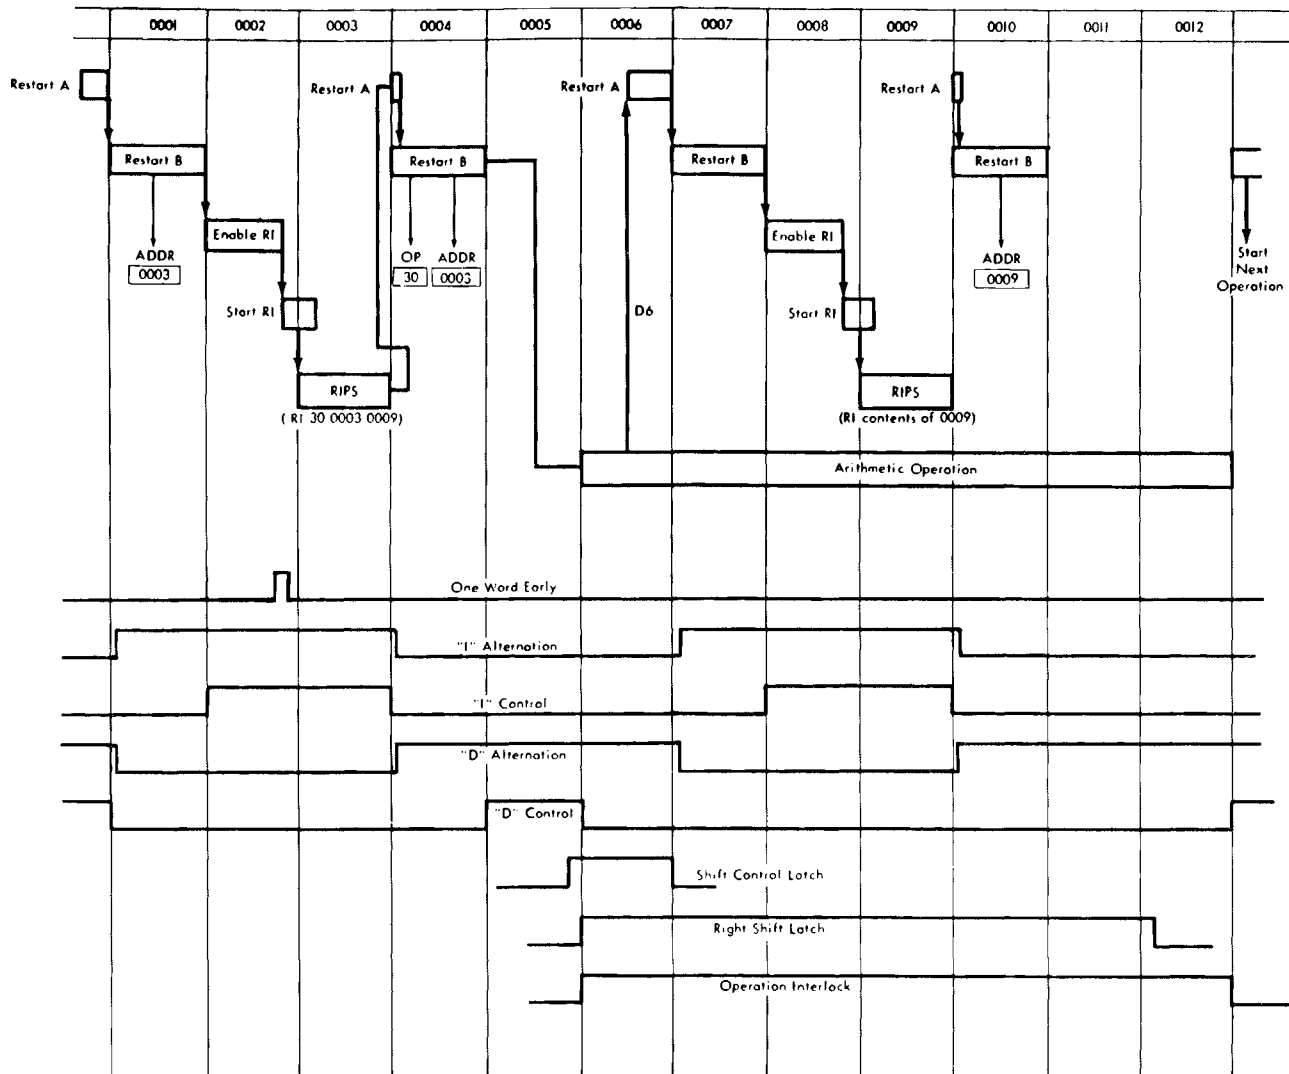 0001 0002 0003 0004 0005 0006 0007 0008 0009 0010 0011 0012
Restart A Restart A Restart A Restart A
Restart B Restart B Restart B Restart B
Enable RI Enable RI
ADDR
0003
OP ADDR
30 0003
ADDR
0009
Start
Next
Operation
Start RI D6 Start RI
RIPS RIPS
(RI 30 0003 0009) (RI contents of 0009)
Arithmetic Operation
One Word Early
"I" Alternation
"I" Control
"D" Alternation
"D" Control
Shift Control Latch
Right Shift Latch
Operation Interlock